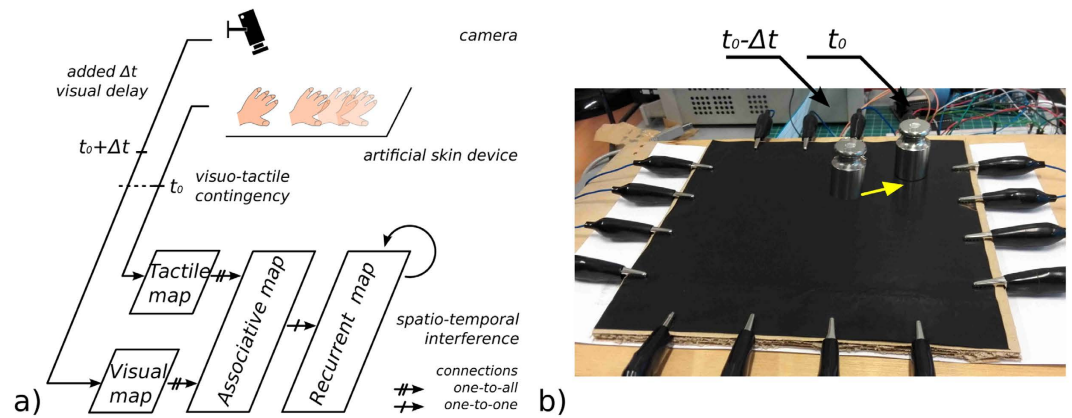 camera
added Δt
visual delay
t₀+Δt
artificial skin device
t₀
visuo-tactile
contingency
Tactile
map
Associative map
Recurrent map
spatio-temporal
interference
Visual
map
connections
one-to-all
one-to-one
a)
t₀-Δt
t₀
b)